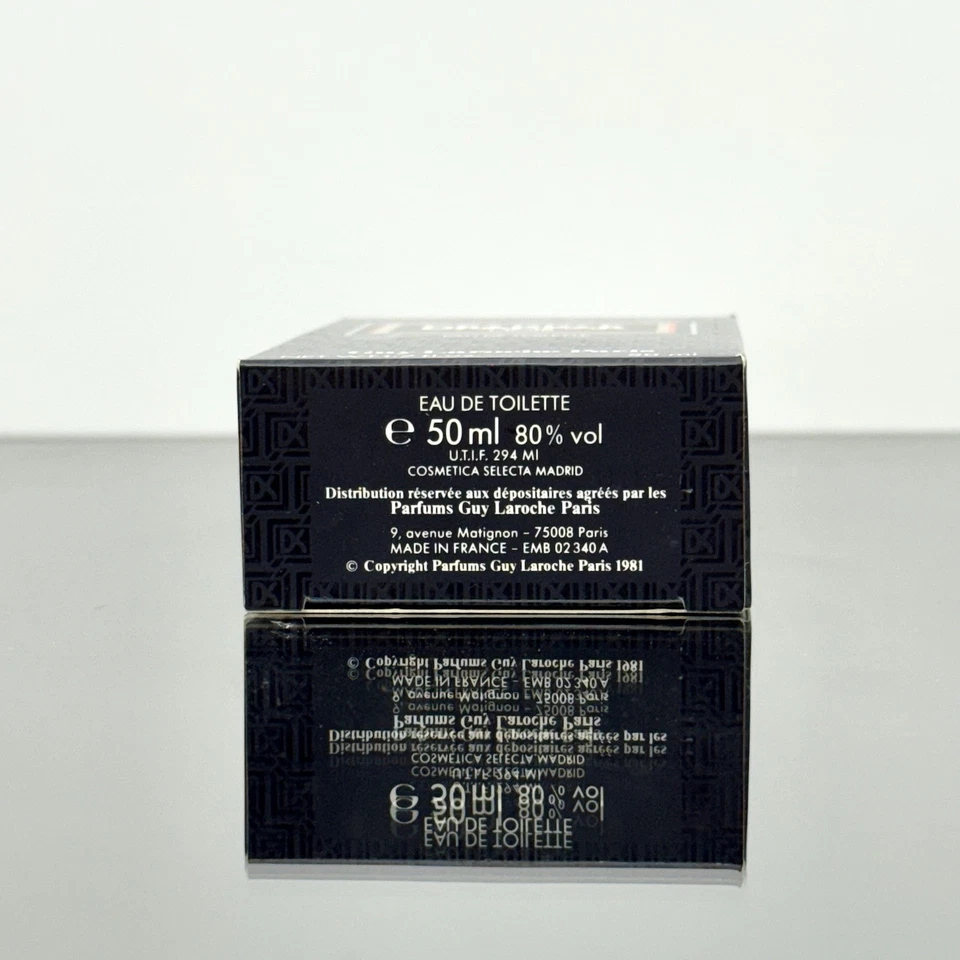 EAU DE TOILETTE
℮ 50 ml 80% vol
U.T.I.F. 294 MI
COSMETICA SELECTA MADRID
Distribution réservée aux dépositaires agréés par les
Parfums Guy Laroche Paris
9, avenue Matignon - 75008 Paris
MADE IN FRANCE - EMB 02 340 A
© Copyright Parfums Guy Laroche Paris 1981